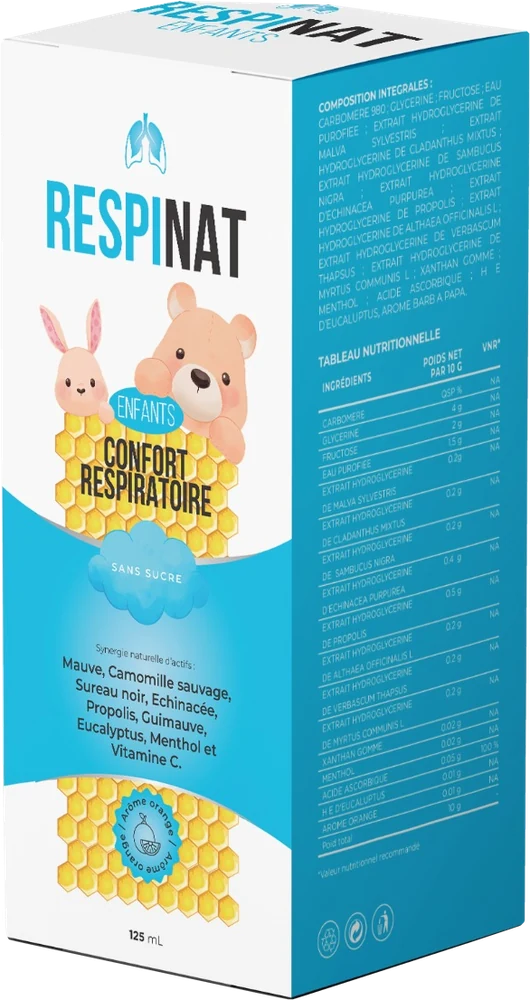 RESPINAT
ENFANTS
RESPINAT
ENFANTS
CONFORT
RESPIRATOIRE
SANS SUCRE
Synergie naturelle d'actifs :
Mauve, Camomille sauvage,
Sureau noir, Echinacée,
Propolis, Guimauve,
Eucalyptus, Menthol et
Vitamine C.
Arôme orange / Arôme orange /
125 mL
COMPOSITION INTEGRALES :
CARBOMERE 980 ; GLYCERINE ; FRUCTOSE ; EAU
PUROFIEE ; EXTRAIT HYDROGLYCERINE DE
MALVA SYLVESTRIS ; EXTRAIT
HYDROGLYCERINE DE CLADANTHUS MIXTUS ;
EXTRAIT HYDROGLYCERINE DE SAMBUCUS
NIGRA ; EXTRAIT HYDROGLYCERINE
D'ECHINACEA PURPUREA ; EXTRAIT
HYDROGLYCERINE DE PROPOLIS ; EXTRAIT
HYDROGLYCERINE DE ALTHAEA OFFICINALIS L ;
EXTRAIT HYDROGLYCERINE DE VERBASCUM
THAPSUS ; EXTRAIT HYDROGLYCERINE DE
MYRTUS COMMUNIS L ; XANTHAN GOMME ;
MENTHOL ; ACIDE ASCORBIQUE ; H E
D'EUCALUPTUS, AROME BARB A PAPA.
TABLEAU NUTRITIONNELLE
INGRÉDIENTS POIDS NET PAR 10 G VNR*
CARBOMERE QSP % NA
GLYCERINE 4 g NA
FRUCTOSE 2 g NA
EAU PURIFIEE 1.5 g NA
EXTRAIT HYDROGLYCERINE 0.2g NA
DE MALVA SYLVESTRIS
EXTRAIT HYDROGLYCERINE 0.2 g NA
DE CLADANTHUS MIXTUS
EXTRAIT HYDROGLYCERINE 0.2 g NA
DE SAMBUCUS NIGRA
EXTRAIT HYDROGLYCERINE 0.4 g NA
D'ECHINACEA PURPUREA
EXTRAIT HYDROGLYCERINE 0.5 g NA
DE PROPOLIS
EXTRAIT HYDROGLYCERINE 0.2 g NA
DE ALTHAEA OFFICINALIS L
EXTRAIT HYDROGLYCERINE 0.2 g NA
DE VERBASCUM THAPSUS
EXTRAIT HYDROGLYCERINE 0.2 g NA
DE MYRTUS COMMUNIS L
XANTHAN GOMME 0.02 g NA
MENTHOL 0.02 g NA
ACIDE ASCORBIQUE 0.05 g 100 %
H E D'EUCALUPTUS 0.01 g NA
AROME ORANGE 0.01 g NA
Poid total 10 g
*Valeur nutritionnel recommandé